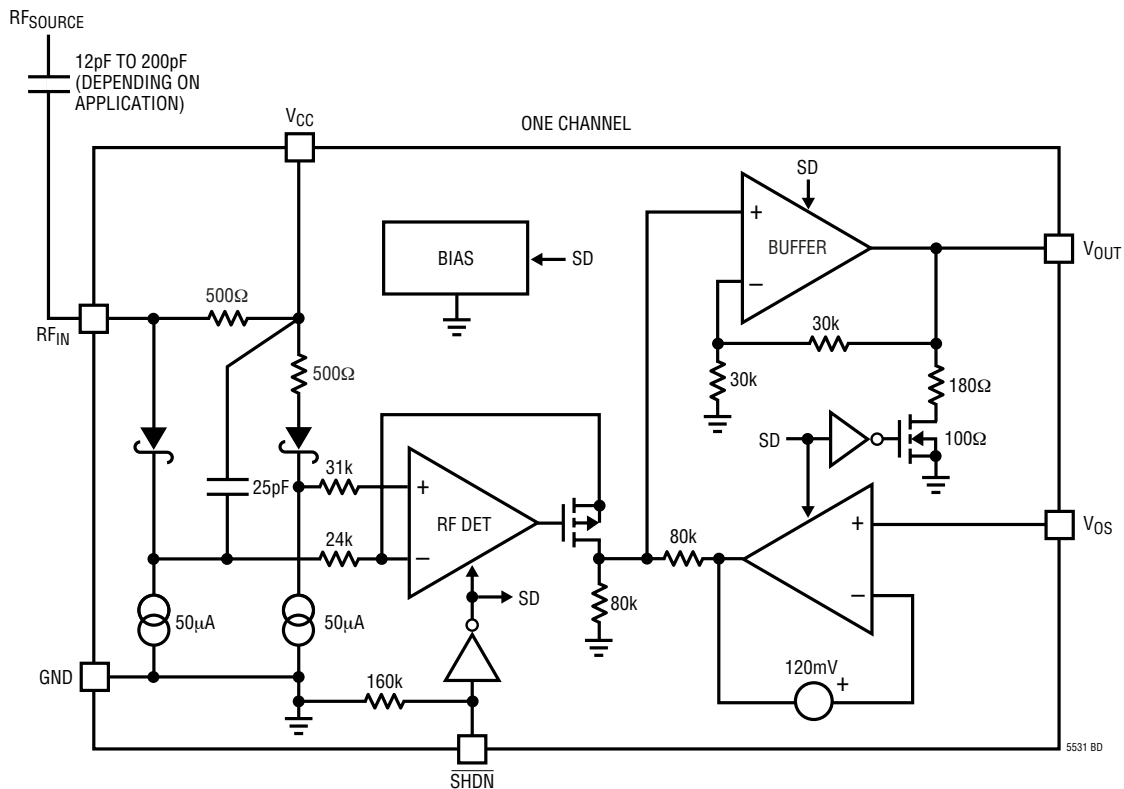 RFSOURCE
12pF TO 200pF
(DEPENDING ON
APPLICATION)
VCC
ONE CHANNEL
SD
+
BUFFER
−
BIAS
SD
VOUT
500Ω
RFIN
30k
500Ω
30k
180Ω
SD
100Ω
31k
25pF
+
RF DET
−
24k
80k
+
VOS
−
SD
80k
50µA
50µA
GND
160k
120mV
+
5531 BD
SHDN